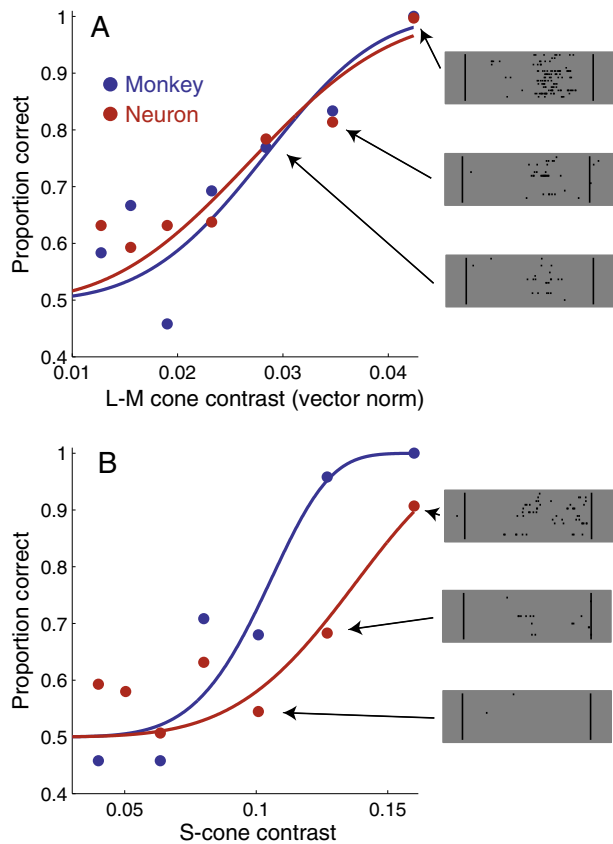 A
Monkey
Neuron
Proportion correct
1
0.9
0.8
0.7
0.6
0.5
0.4
0.01
0.02
0.03
0.04
L-M cone contrast (vector norm)
B
Proportion correct
1
0.9
0.8
0.7
0.6
0.5
0.4
0.05
0.1
0.15
S-cone contrast